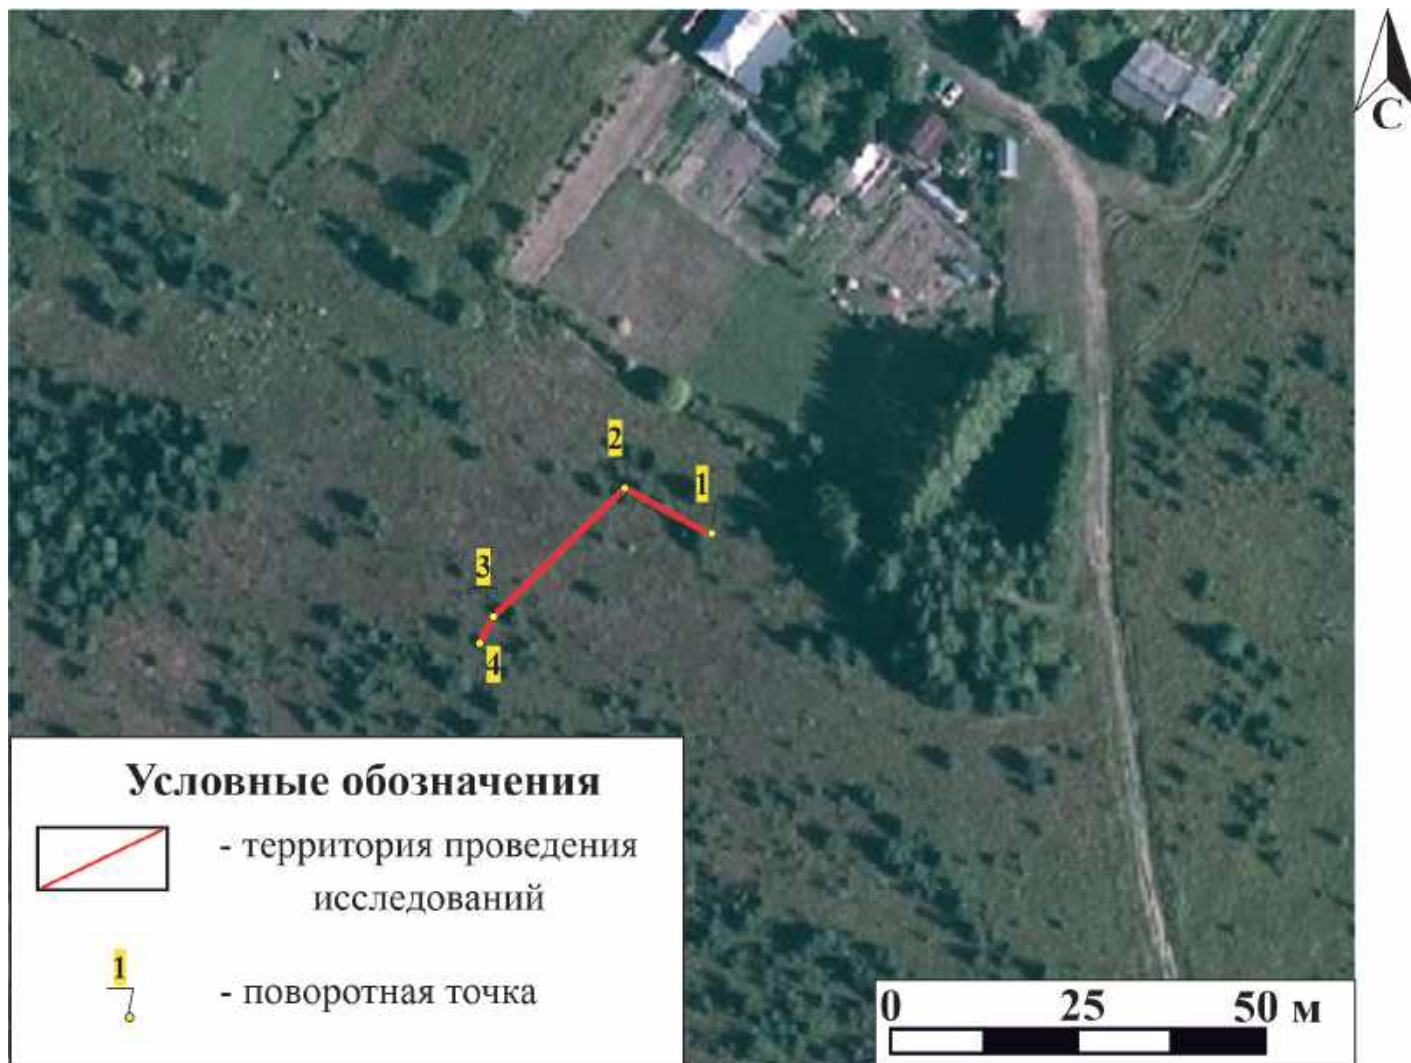 С
2
1
3
4
Условные обозначения
- территория проведения
исследований
1
- поворотная точка
0 25 50 м